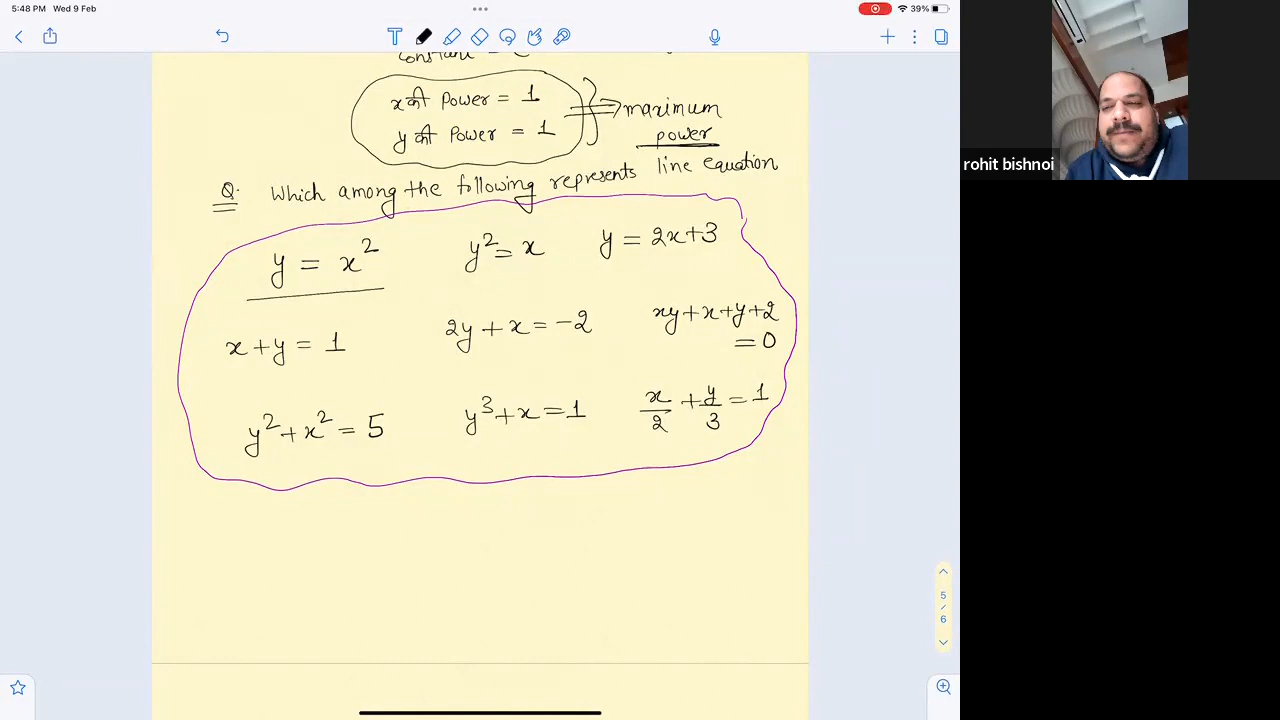 5:48 PM Wed 9 Feb
39%
constant = C
x की Power = 1
y की Power = 1
maximum
power
Q. Which among the following represents line equation
y = x² y² = x y = 2x+3
x+y = 1 2y+x = -2 xy+x+y+2
=0
y²+x² = 5 y³+x=1 x/2 + y/3 = 1
rohit bishnoi
T
5
/
6